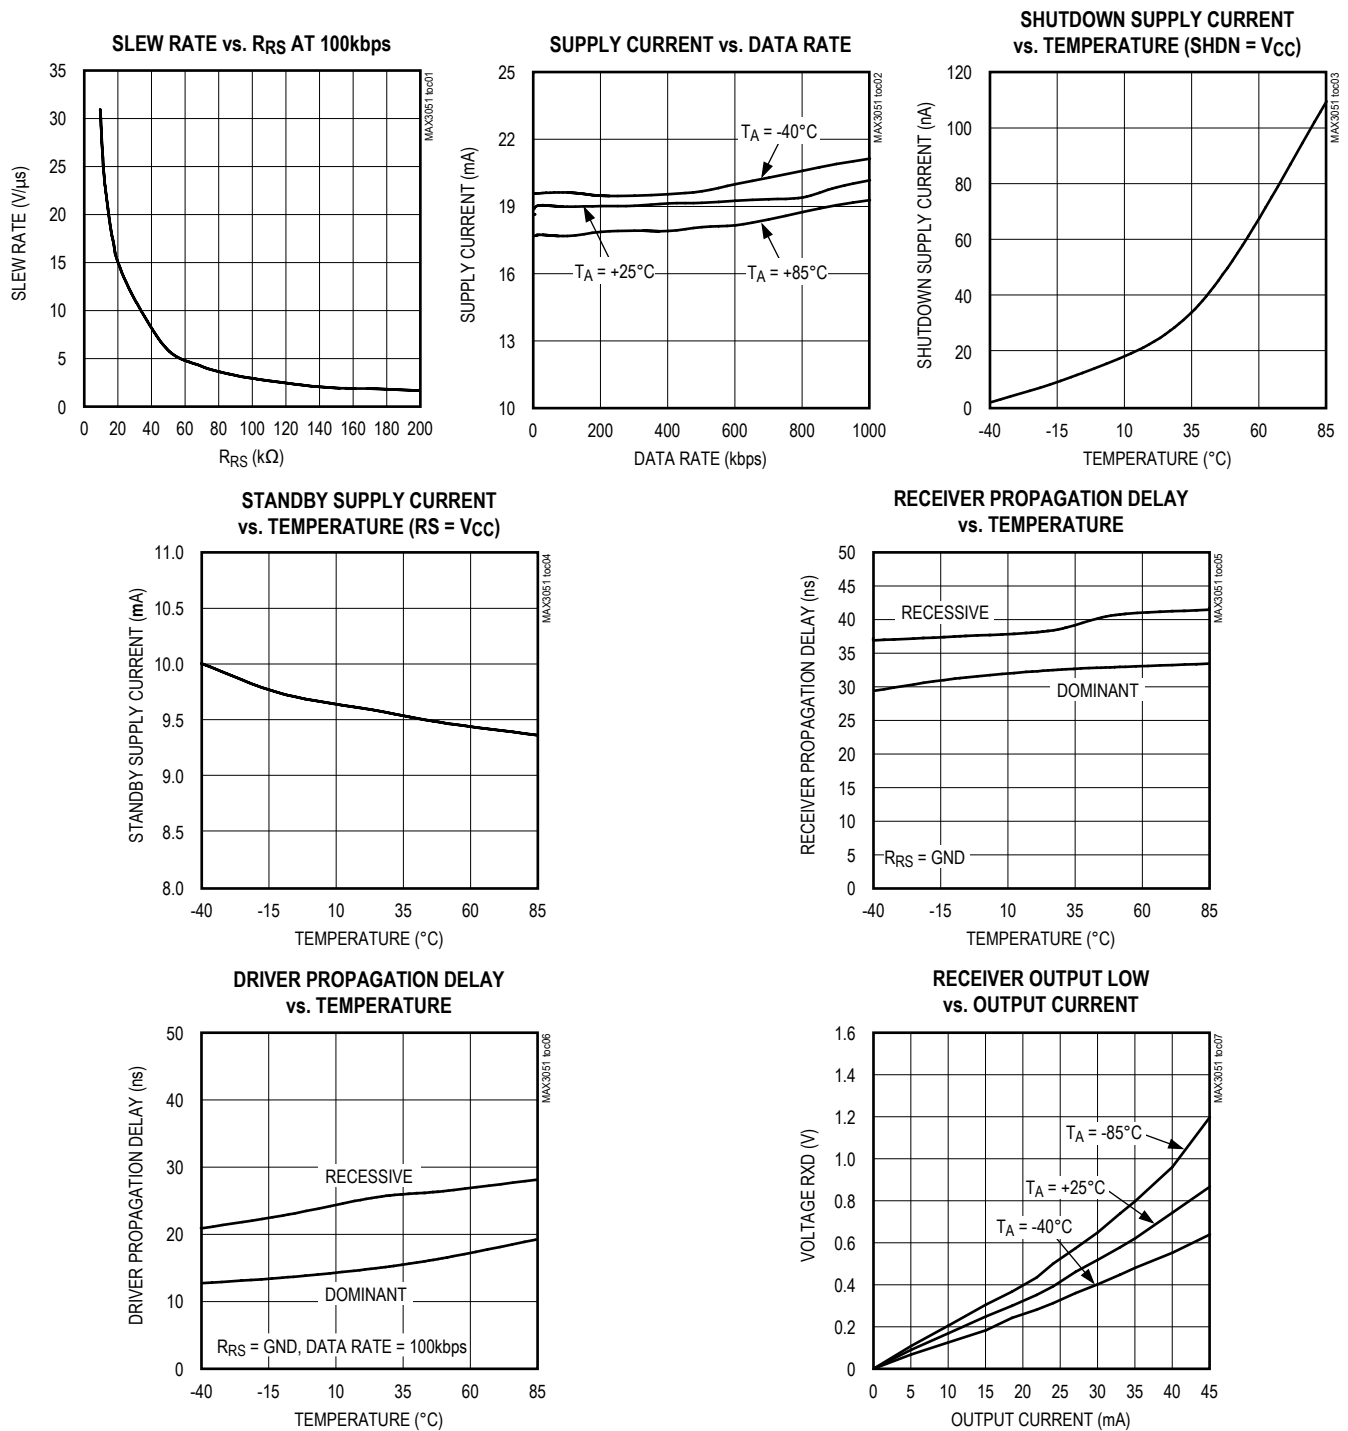 SLEW RATE vs. RRS AT 100kbps
35
30
25
20
15
10
5
0
0 20 40 60 80 100 120 140 160 180 200
SLEW RATE (V/µs)
RRS (kΩ)
MAX3051 toc01
SUPPLY CURRENT vs. DATA RATE
25
22
19
16
13
10
0 200 400 600 800 1000
SUPPLY CURRENT (mA)
DATA RATE (kbps)
TA = -40°C
TA = +25°C
TA = +85°C
MAX3051 toc02
SHUTDOWN SUPPLY CURRENT
vs. TEMPERATURE (SHDN = VCC)
120
100
80
60
40
20
0
-40 -15 10 35 60 85
SHUTDOWN SUPPLY CURRENT (nA)
TEMPERATURE (°C)
MAX3051 toc03
STANDBY SUPPLY CURRENT
vs. TEMPERATURE (RS = VCC)
11.0
10.5
10.0
9.5
9.0
8.5
8.0
-40 -15 10 35 60 85
STANDBY SUPPLY CURRENT (mA)
TEMPERATURE (°C)
MAX3051 toc04
RECEIVER PROPAGATION DELAY
vs. TEMPERATURE
50
45
40
35
30
25
20
15
10
5
0
-40 -15 10 35 60 85
RECEIVER PROPAGATION DELAY (ns)
TEMPERATURE (°C)
RECESSIVE
DOMINANT
RRS = GND
MAX3051 toc05
DRIVER PROPAGATION DELAY
vs. TEMPERATURE
50
40
30
20
10
0
-40 -15 10 35 60 85
DRIVER PROPAGATION DELAY (ns)
TEMPERATURE (°C)
RECESSIVE
DOMINANT
RRS = GND, DATA RATE = 100kbps
MAX3051 toc06
RECEIVER OUTPUT LOW
vs. OUTPUT CURRENT
1.6
1.4
1.2
1.0
0.8
0.6
0.4
0.2
0
0 5 10 15 20 25 30 35 40 45
VOLTAGE RXD (V)
OUTPUT CURRENT (mA)
TA = -85°C
TA = +25°C
TA = -40°C
MAX3051 toc07